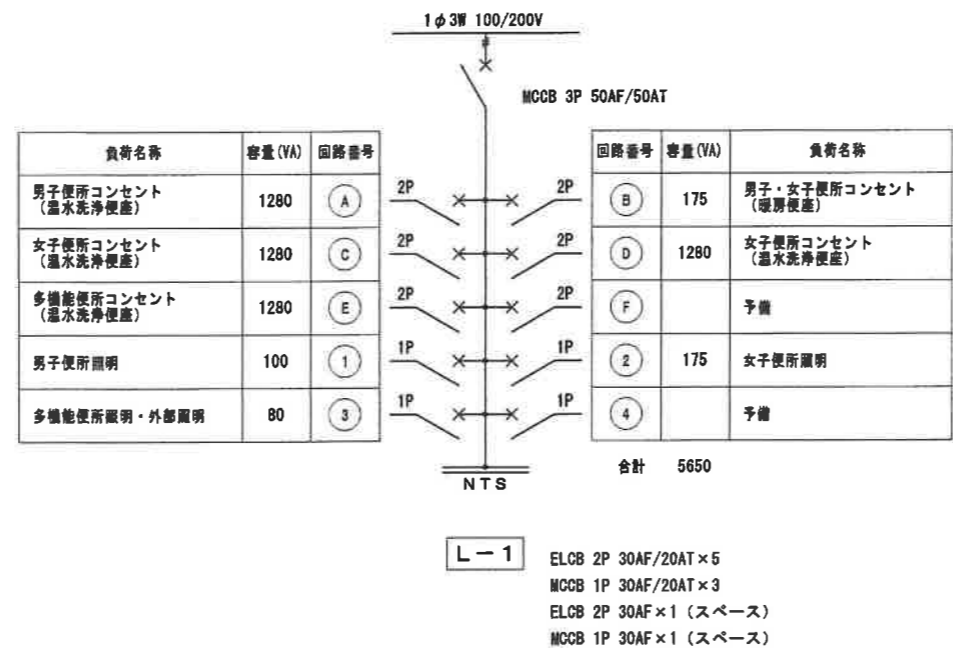 1φ3W 100/200V
MCCB 3P 50AF/50AT
負荷名称 容量(VA) 回路番号
男子便所コンセント
(温水洗浄便座) 1280 A 2P
女子便所コンセント
(温水洗浄便座) 1280 C 2P
多機能便所コンセント
(温水洗浄便座) 1280 E 2P
男子便所照明 100 1 1P
多機能便所照明・外部照明 80 3 1P
回路番号 容量(VA) 負荷名称
2P B 175 男子・女子便所コンセント
(暖房便座)
2P D 1280 女子便所コンセント
(温水洗浄便座)
2P F 予備
1P 2 175 女子便所照明
1P 4 予備
合計 5650
NTS
L-1
ELCB 2P 30AF/20AT×5
MCCB 1P 30AF/20AT×3
ELCB 2P 30AF×1 (スペース)
MCCB 1P 30AF×1 (スペース)